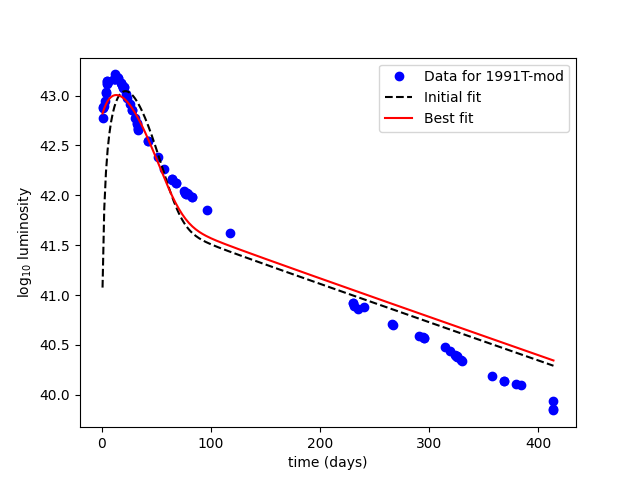 Data for 1991T-mod
Initial fit
Best fit
43.0
42.5
42.0
41.5
41.0
40.5
40.0
log₁₀ luminosity
0 100 200 300 400
time (days)